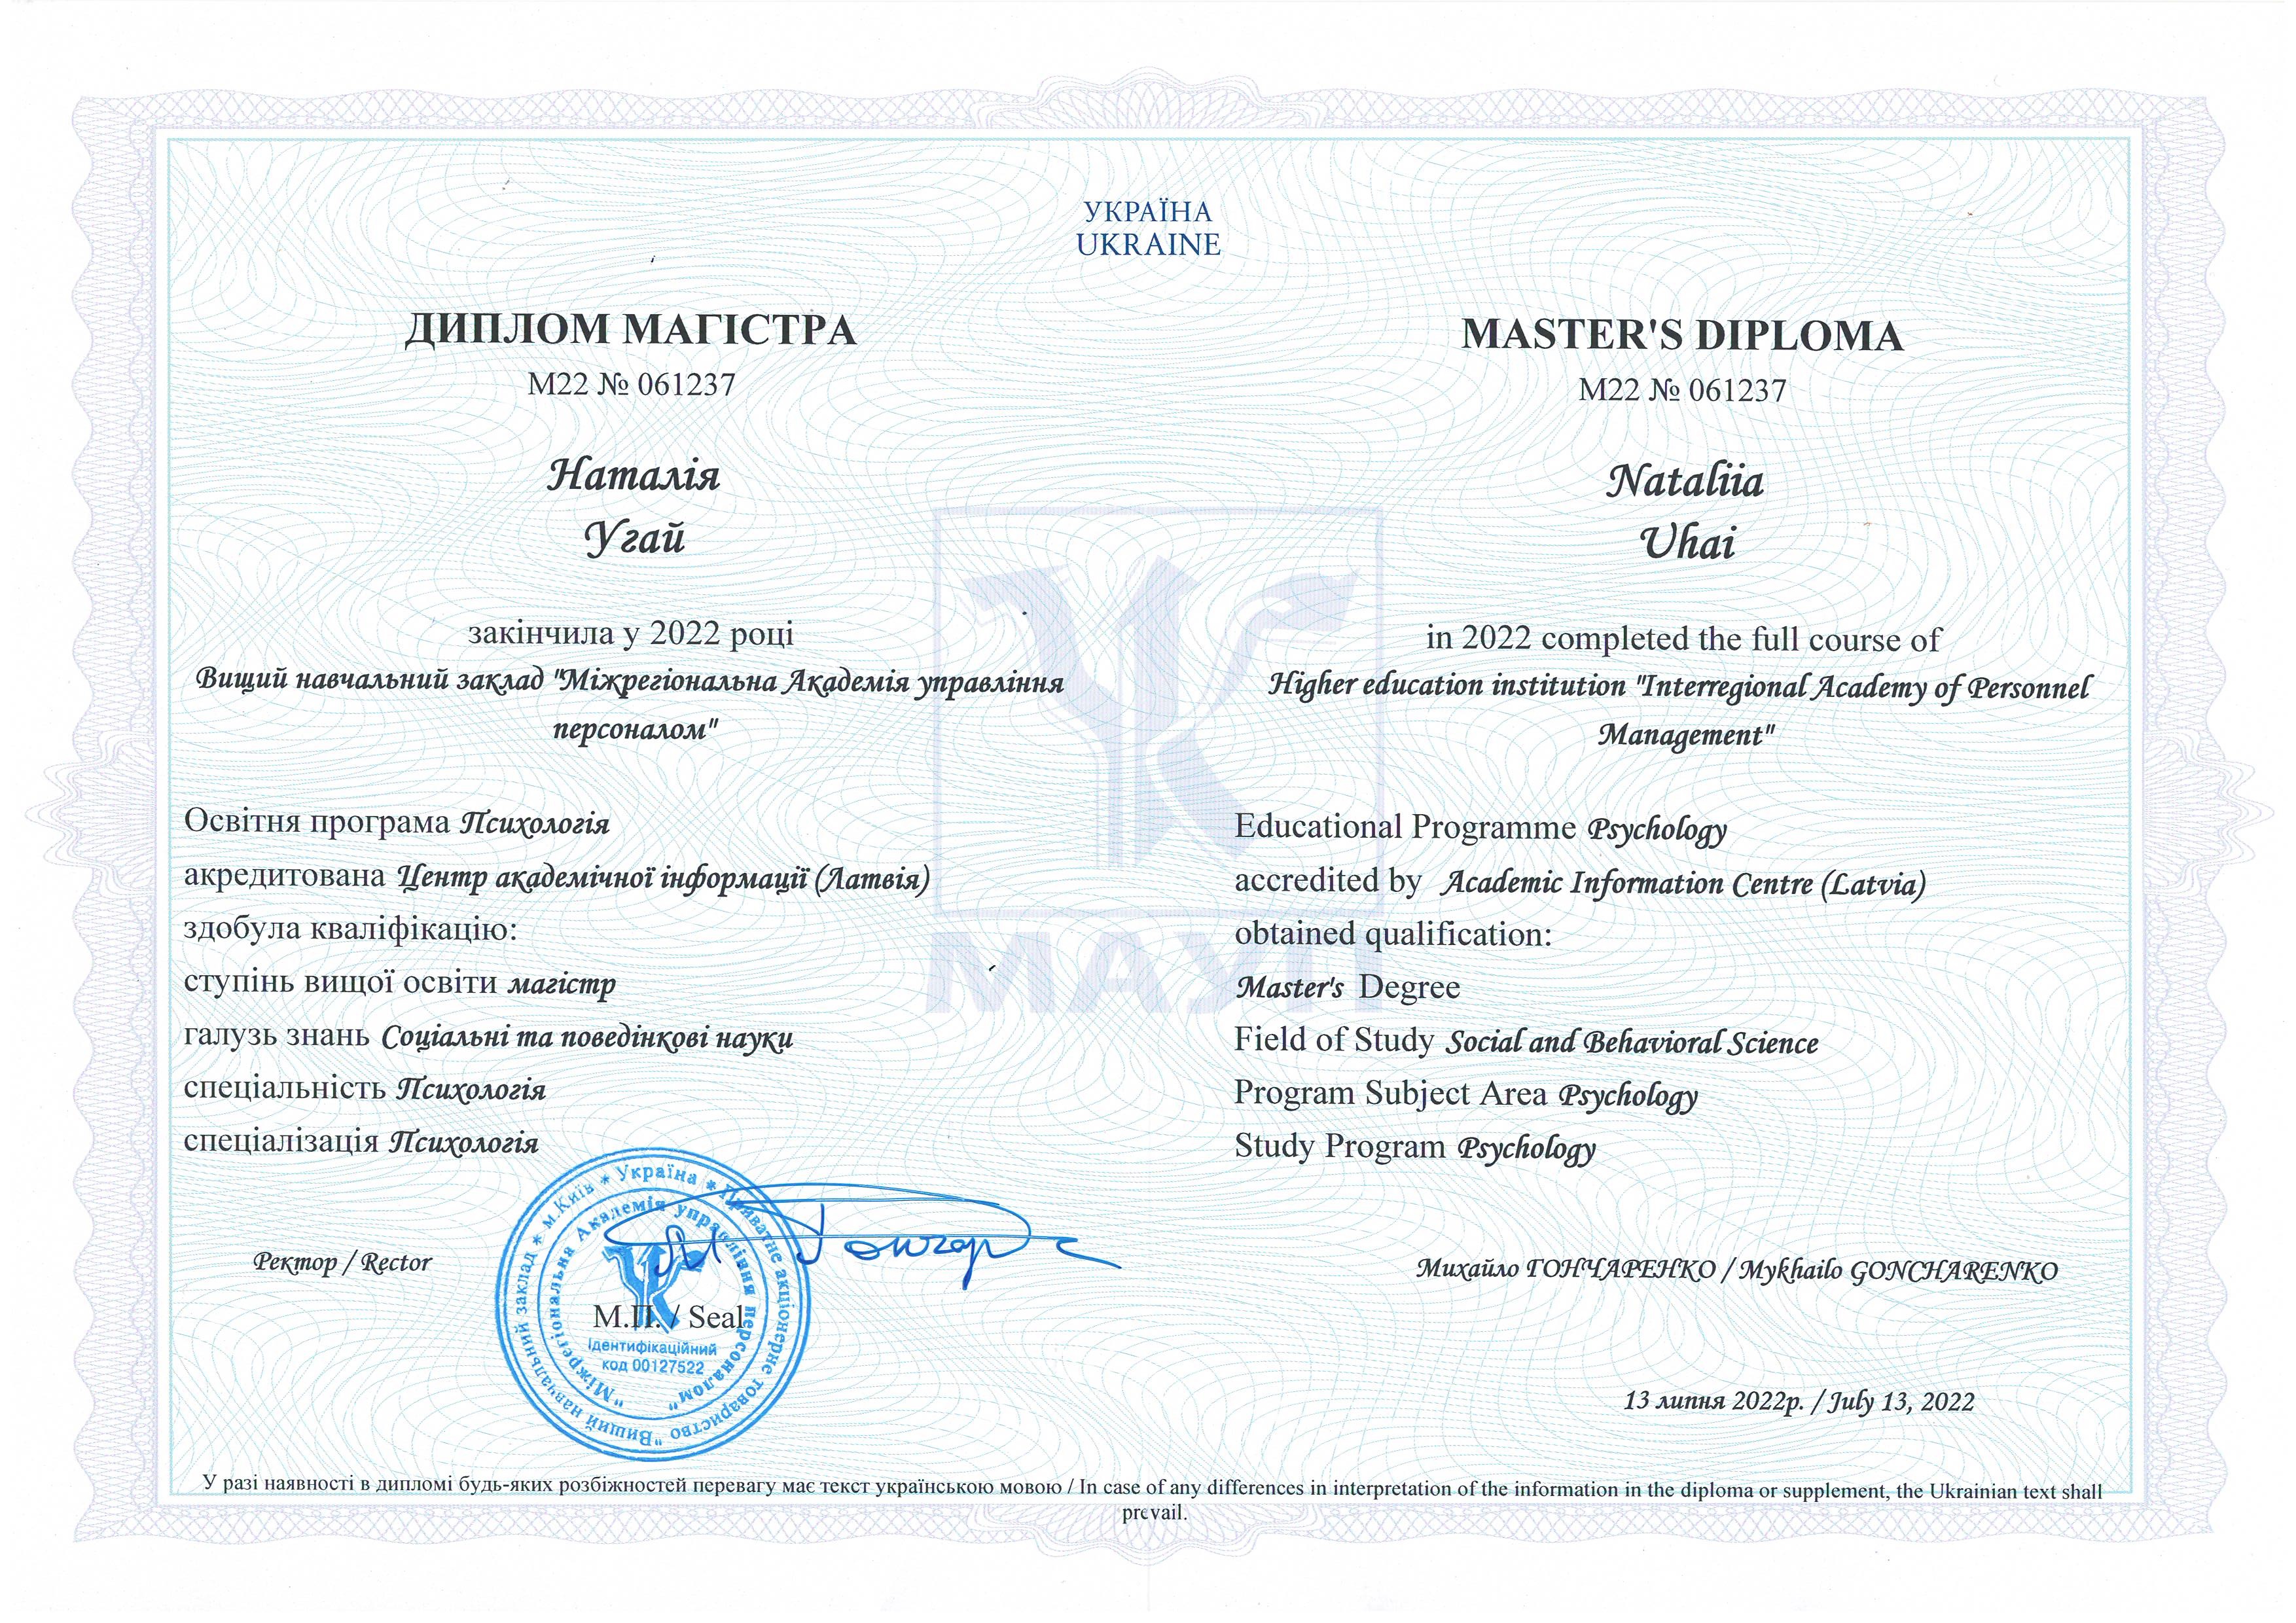 УКРАЇНА
UKRAINE
ДИПЛОМ МАГІСТРА
М22 № 061237
Наталія
Угай
закінчила у 2022 році
Вищий навчальний заклад "Міжрегіональна Академія управління
персоналом"
Освітня програма Психологія
акредитована Центр академічної інформації (Латвія)
здобула кваліфікацію:
ступінь вищої освіти магістр
галузь знань Соціальні та поведінкові науки
спеціальність Психологія
спеціалізація Психологія
MASTER'S DIPLOMA
М22 № 061237
Nataliia
Uhai
in 2022 completed the full course of
Higher education institution "Interregional Academy of Personnel
Management"
Educational Programme Psychology
accredited by Academic Information Centre (Latvia)
obtained qualification:
Master's Degree
Field of Study Social and Behavioral Science
Program Subject Area Psychology
Study Program Psychology
МАУП
Ректор / Rector
М.П. / Seal
м.Київ * Україна * Приватне акціонерне товариство "Вищий навчальний заклад *
"Міжрегіональна Академія управління персоналом"
Ідентифікаційний
код 00127522
Михайло ГОНЧАРЕНКО / Mykhailo GONCHARENKO
13 липня 2022р. / July 13, 2022
У разі наявності в дипломі будь-яких розбіжностей перевагу має текст українською мовою / In case of any differences in interpretation of the information in the diploma or supplement, the Ukrainian text shall
prevail.